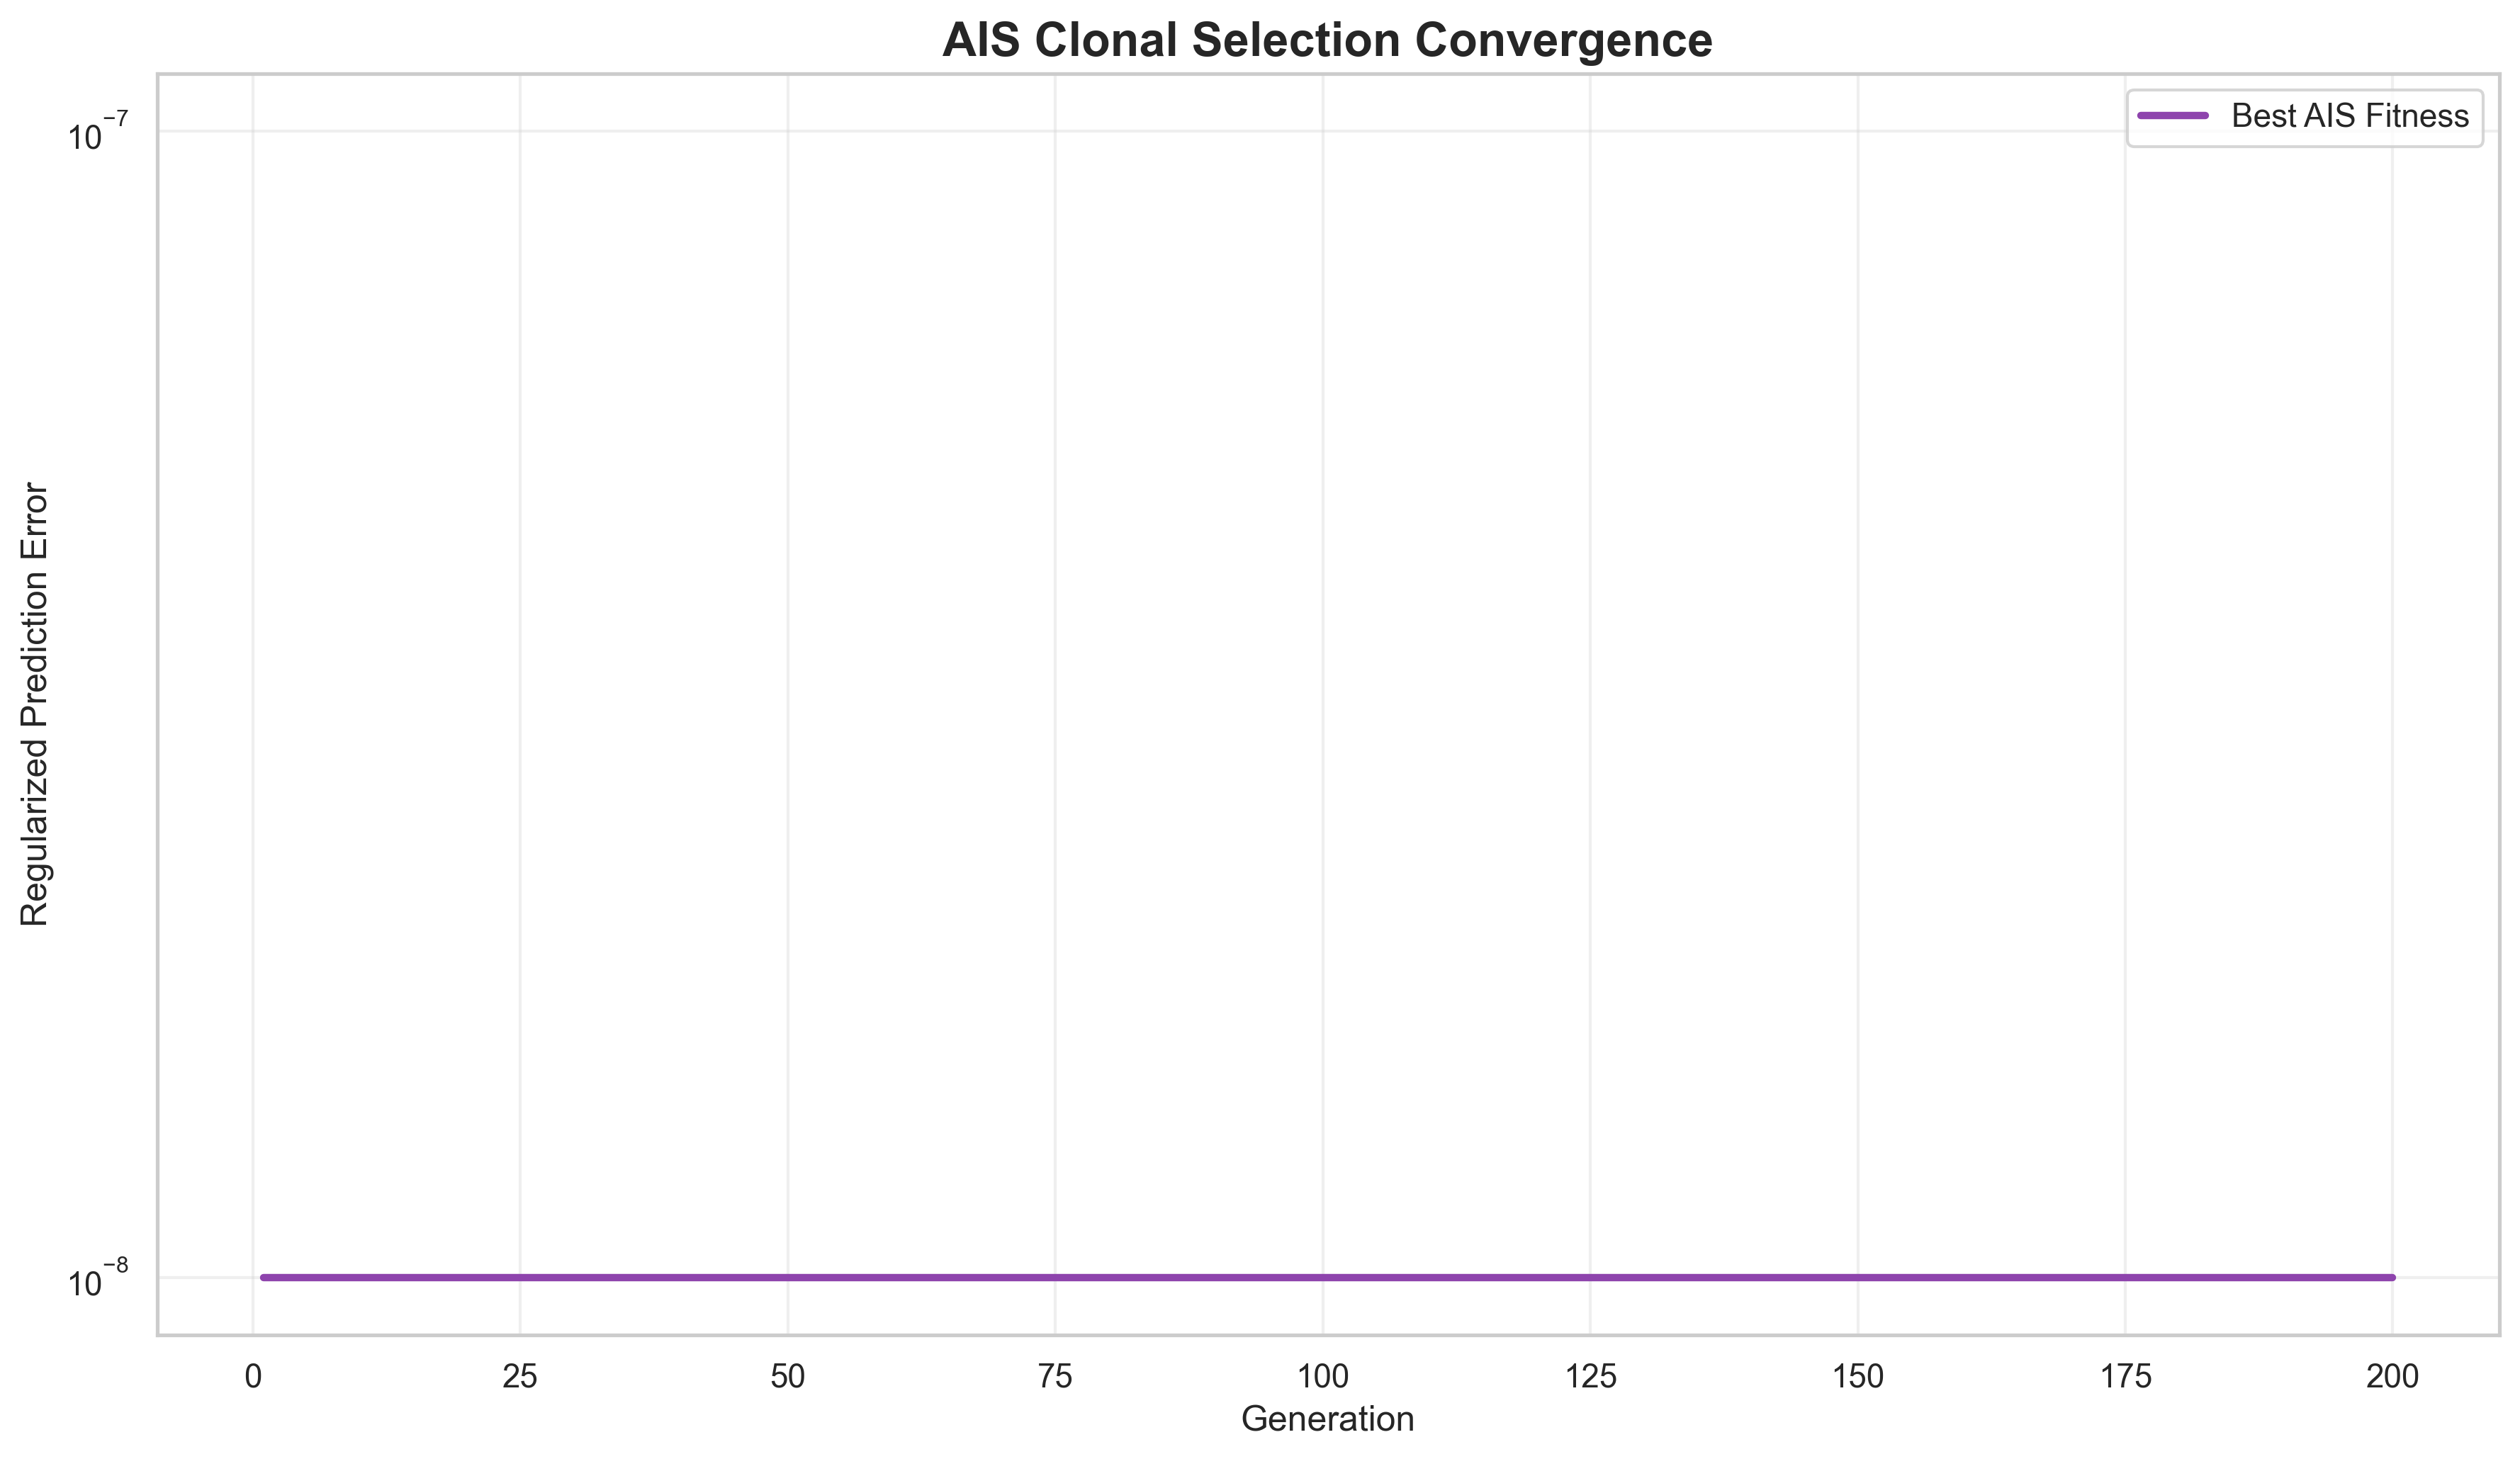 AIS Clonal Selection Convergence
Best AIS Fitness
Regularized Prediction Error
10⁻⁷
10⁻⁸
0 25 50 75 100 125 150 175 200
Generation